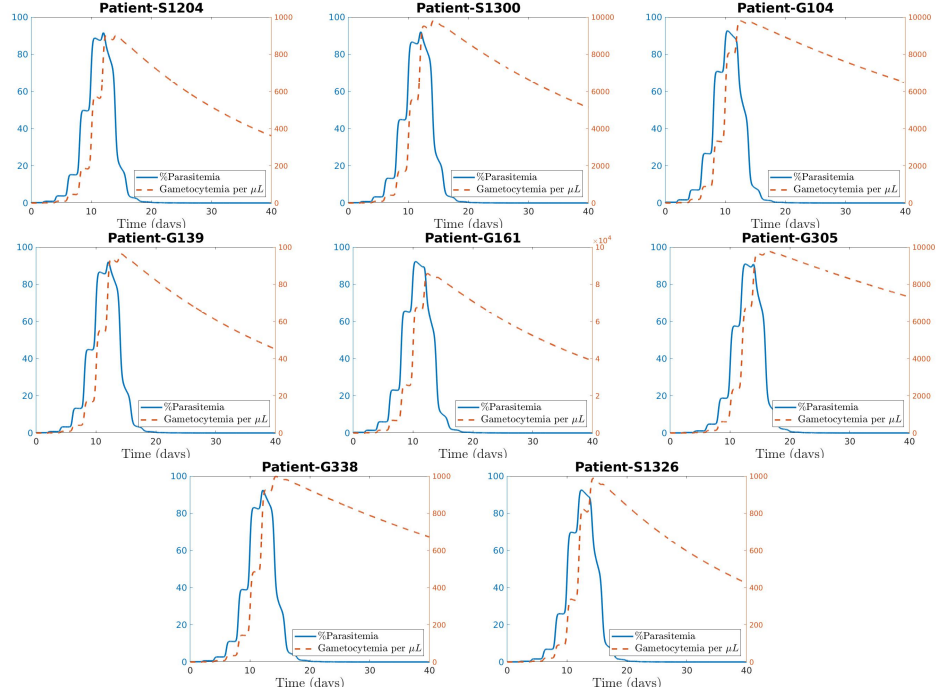 Patient-S1204
100
80
60
40
20
0
1000
800
600
400
200
0
0 10 20 30 40
%Parasitemia
Gametocytemia per μL
Time (days)
Patient-S1300
100
80
60
40
20
0
10000
8000
6000
4000
2000
0
0 10 20 30 40
%Parasitemia
Gametocytemia per μL
Time (days)
Patient-G104
100
80
60
40
20
0
10000
8000
6000
4000
2000
0
0 10 20 30 40
%Parasitemia
Gametocytemia per μL
Time (days)
Patient-G139
100
80
60
40
20
0
100
80
60
40
20
0
0 10 20 30 40
%Parasitemia
Gametocytemia per μL
Time (days)
Patient-G161
×10⁴
100
80
60
40
20
0
10
8
6
4
2
0
0 10 20 30 40
%Parasitemia
Gametocytemia per μL
Time (days)
Patient-G305
100
80
60
40
20
0
10000
8000
6000
4000
2000
0
0 10 20 30 40
%Parasitemia
Gametocytemia per μL
Time (days)
Patient-G338
100
80
60
40
20
0
1000
800
600
400
200
0
0 10 20 30 40
%Parasitemia
Gametocytemia per μL
Time (days)
Patient-S1326
100
80
60
40
20
0
1000
800
600
400
200
0
0 10 20 30 40
%Parasitemia
Gametocytemia per μL
Time (days)